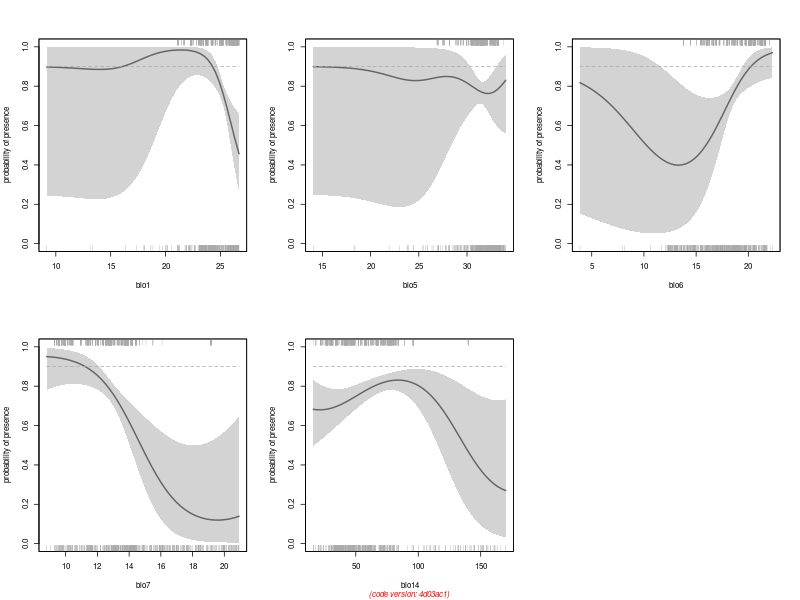 probability of presence
0.0 0.2 0.4 0.6 0.8 1.0
10 15 20 25
bio1
probability of presence
0.0 0.2 0.4 0.6 0.8 1.0
15 20 25 30
bio5
probability of presence
0.0 0.2 0.4 0.6 0.8 1.0
5 10 15 20
bio6
probability of presence
0.0 0.2 0.4 0.6 0.8 1.0
10 12 14 16 18 20
bio7
probability of presence
0.0 0.2 0.4 0.6 0.8 1.0
50 100 150
bio14
(code version: 4d03ac1)